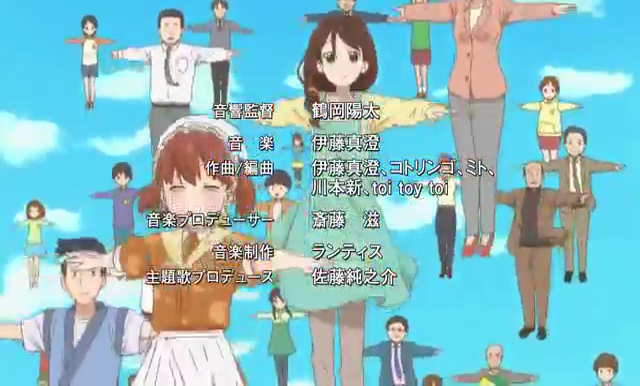 音響監督 鶴岡陽太
音 楽 伊藤真澄
作曲/編曲 伊藤真澄、コトリンゴ、ミト、
川本新、toi toy toi
音楽プロデューサー 斎藤 滋
音楽制作 ランティス
主題歌プロデュース 佐藤純之介